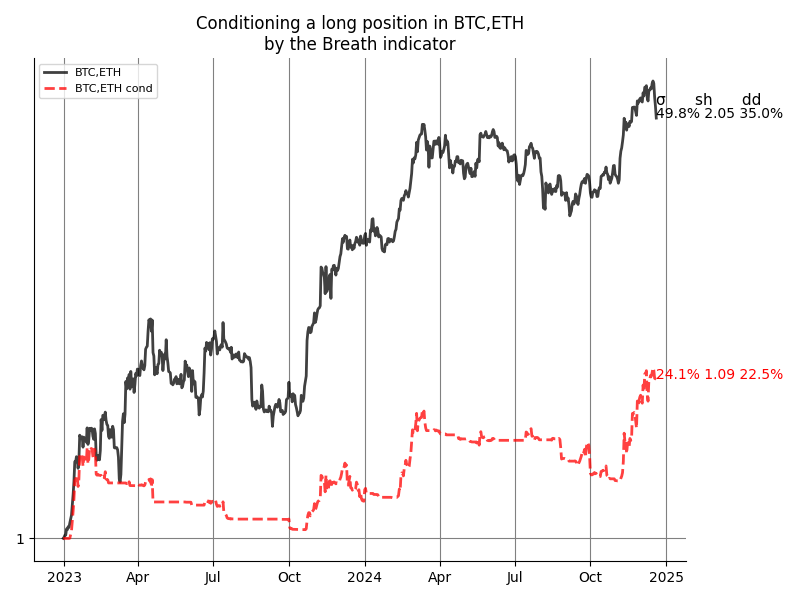 Conditioning a long position in BTC,ETH
by the Breath indicator
BTC,ETH
BTC,ETH cond
σ sh dd
49.8% 2.05 35.0%
24.1% 1.09 22.5%
1
2023 Apr Jul Oct 2024 Apr Jul Oct 2025